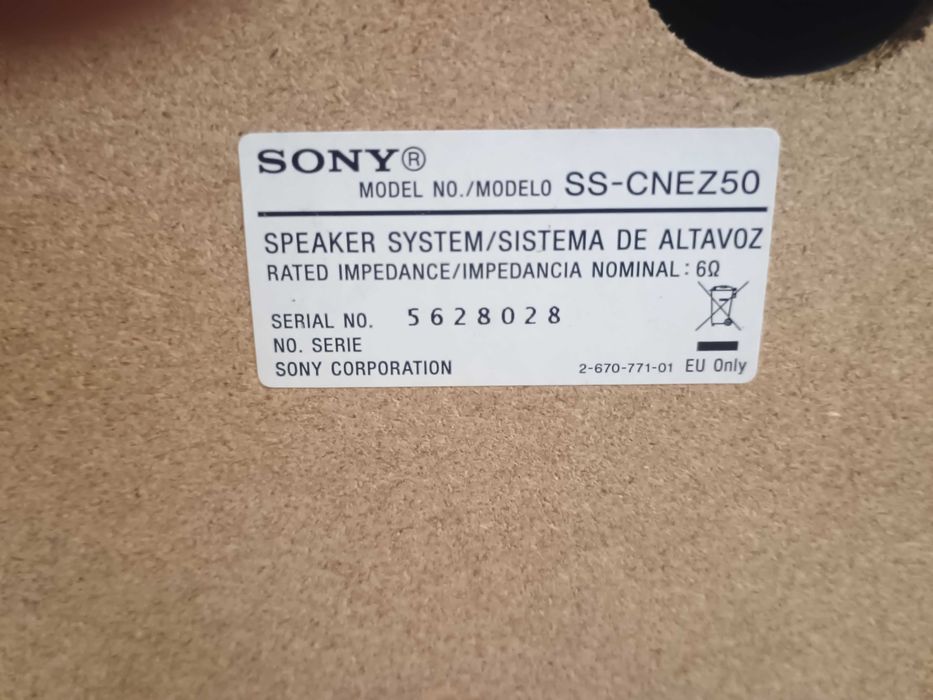 SONY®
MODEL NO./MODELO SS-CNEZ50
SPEAKER SYSTEM/SISTEMA DE ALTAVOZ
RATED IMPEDANCE/IMPEDANCIA NOMINAL: 6Ω
SERIAL NO. 5628028
NO. SERIE
SONY CORPORATION 2-670-771-01 EU Only